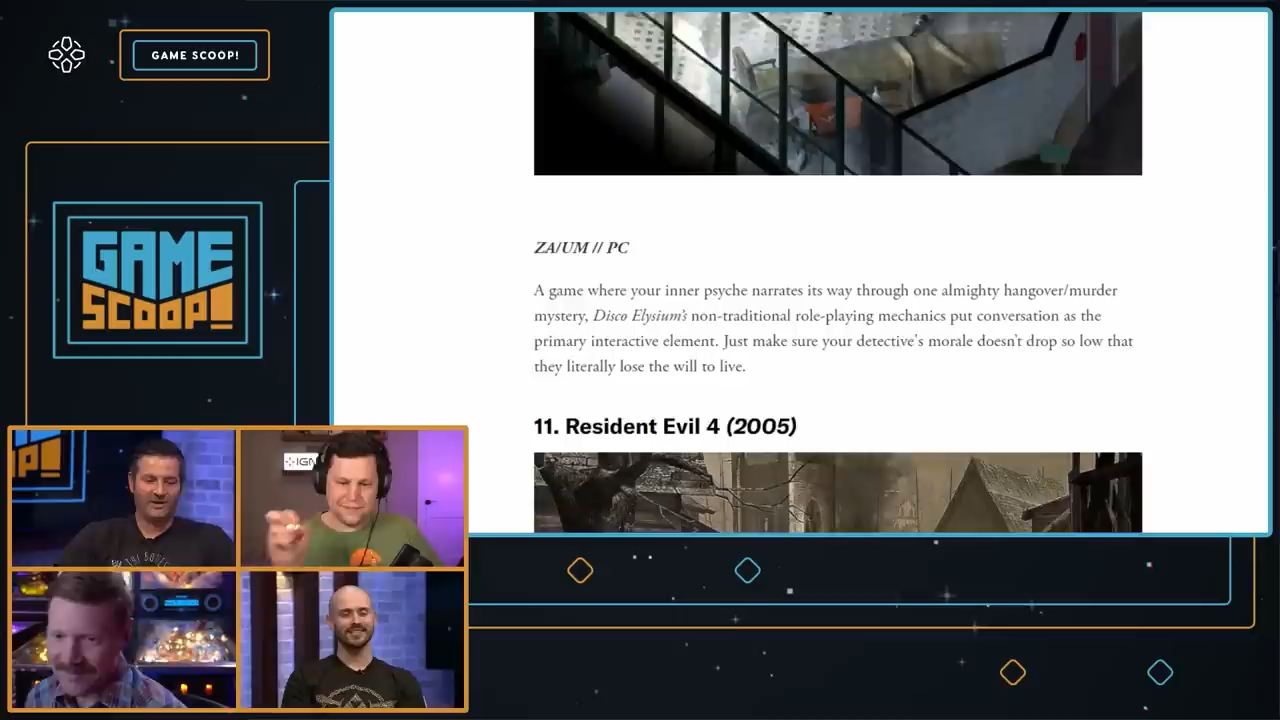 GAME SCOOP!
GAME
SCOOP!
ZA/UM // PC
A game where your inner psyche narrates its way through one almighty hangover/murder
mystery, Disco Elysium's non-traditional role-playing mechanics put conversation as the
primary interactive element. Just make sure your detective's morale doesn't drop so low that
they literally lose the will to live.
11. Resident Evil 4 (2005)
IGN